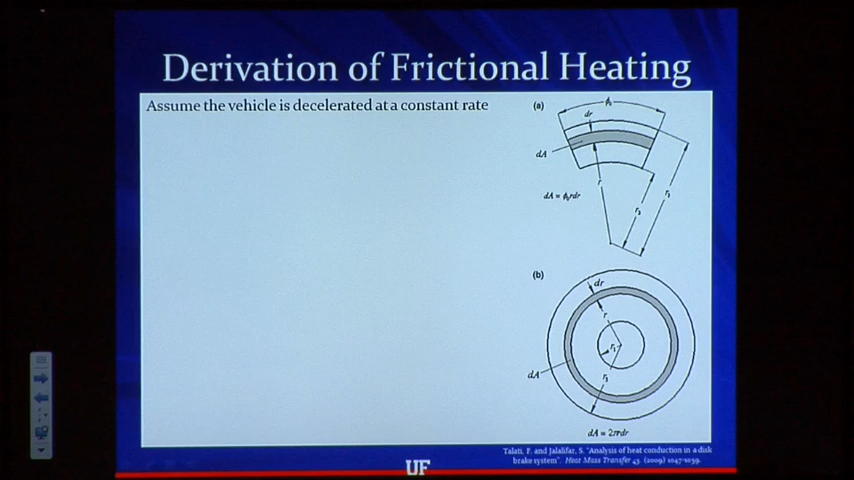 Derivation of Frictional Heating
Assume the vehicle is decelerated at a constant rate
(a)
dr
dA
r
dA = ϕ₀rdr
(b)
dr
r
dA
dA = 2πrdr
Talati, F. and Jalalifar, S. "Analysis of heat conduction in a disk
brake system". Heat Mass Transfer 45 (2009) 1047-1059.
UF